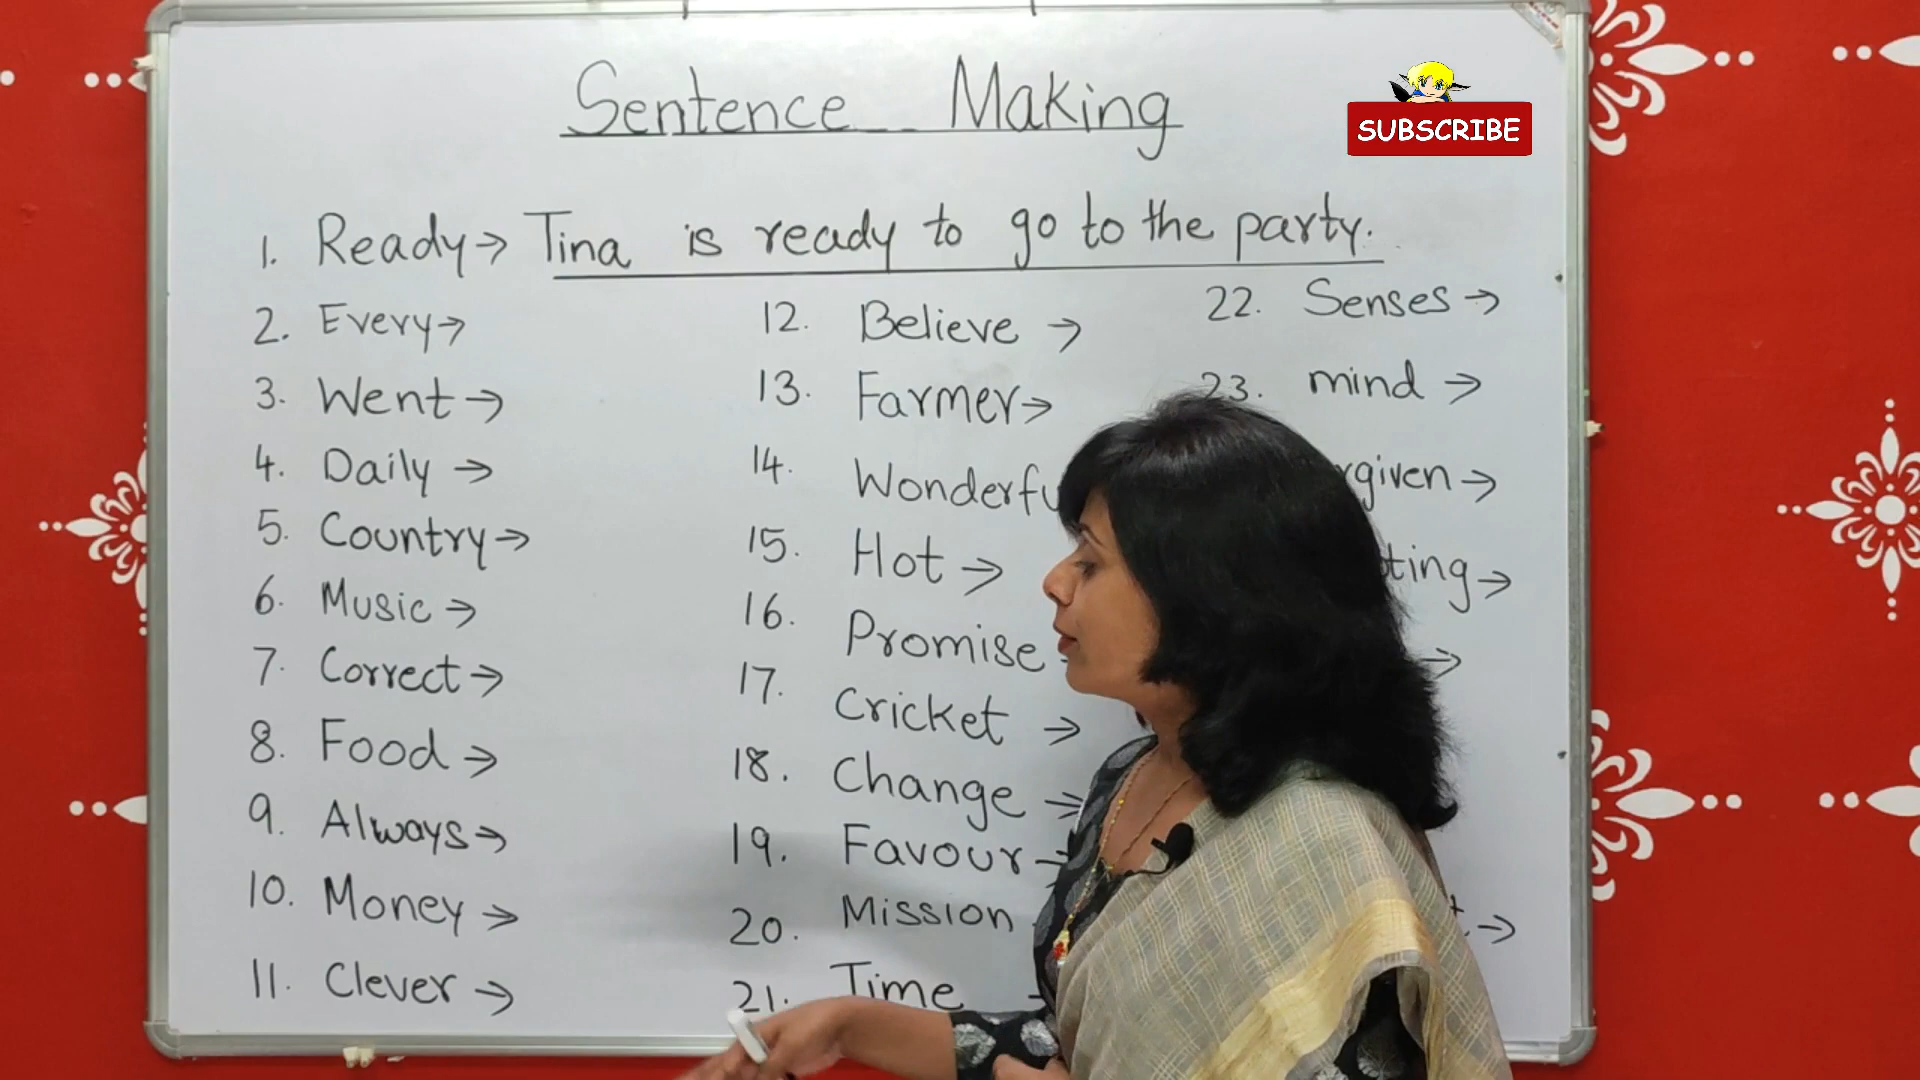 Sentence Making
SUBSCRIBE
1. Ready → Tina is ready to go to the party.
2. Every →
3. Went →
4. Daily →
5. Country →
6. Music →
7. Correct →
8. Food →
9. Always →
10. Money →
11. Clever →
12. Believe →
13. Farmer →
14.
15. Hot →
16. Promise
17. Cricket →
18. Change →
19. Favour →
20. Mission
21. Time
22. Senses →
23. mind →